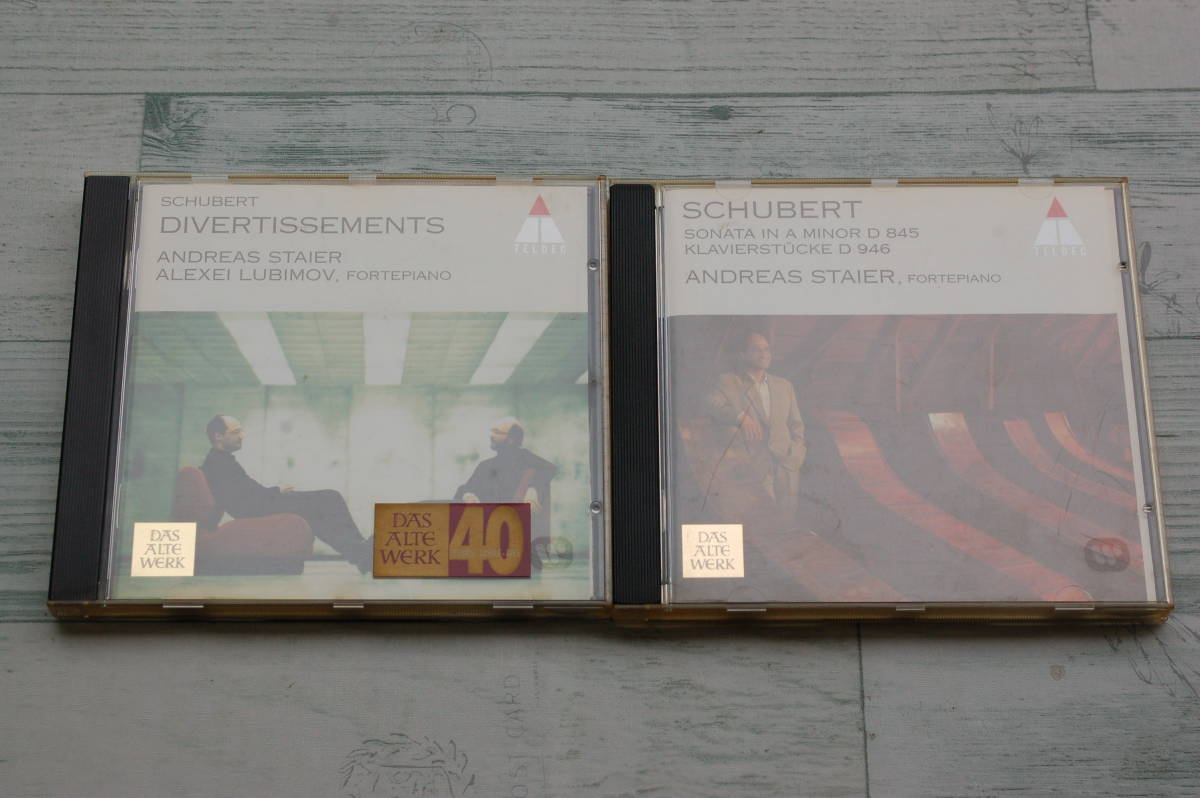 SCHUBERT
DIVERTISSEMENTS
ANDREAS STAIER
ALEXEI LUBIMOV, FORTEPIANO
TELDEC
DAS
ALTE
WERK
DAS
ALTE
WERK
40
SCHUBERT
SONATA IN A MINOR D 845
KLAVIERSTÜCKE D 946
ANDREAS STAIER, FORTEPIANO
TELDEC
DAS
ALTE
WERK